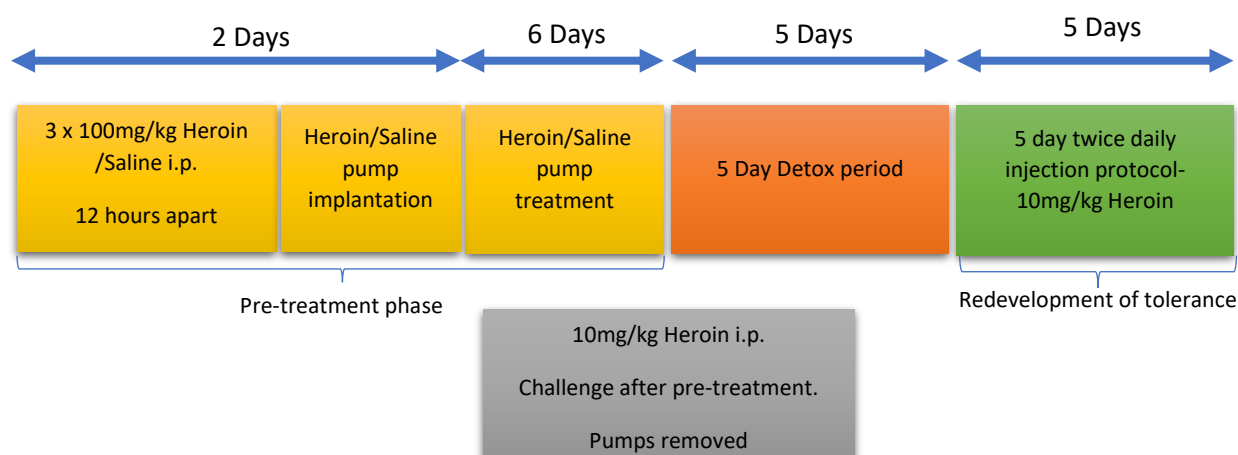 2 Days
6 Days
5 Days
5 Days
3 x 100mg/kg Heroin
/Saline i.p.
12 hours apart
Heroin/Saline
pump
implantation
Heroin/Saline
pump
treatment
5 Day Detox period
5 day twice daily
injection protocol-
10mg/kg Heroin
Pre-treatment phase
Redevelopment of tolerance
10mg/kg Heroin i.p.
Challenge after pre-treatment.
Pumps removed